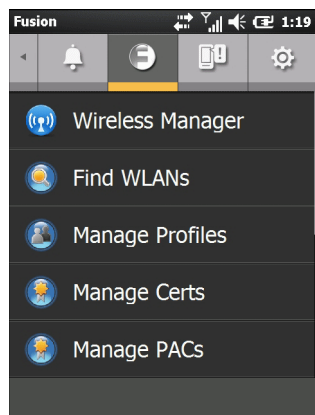 Fusion 1:19
Wireless Manager
Find WLANs
Manage Profiles
Manage Certs
Manage PACs